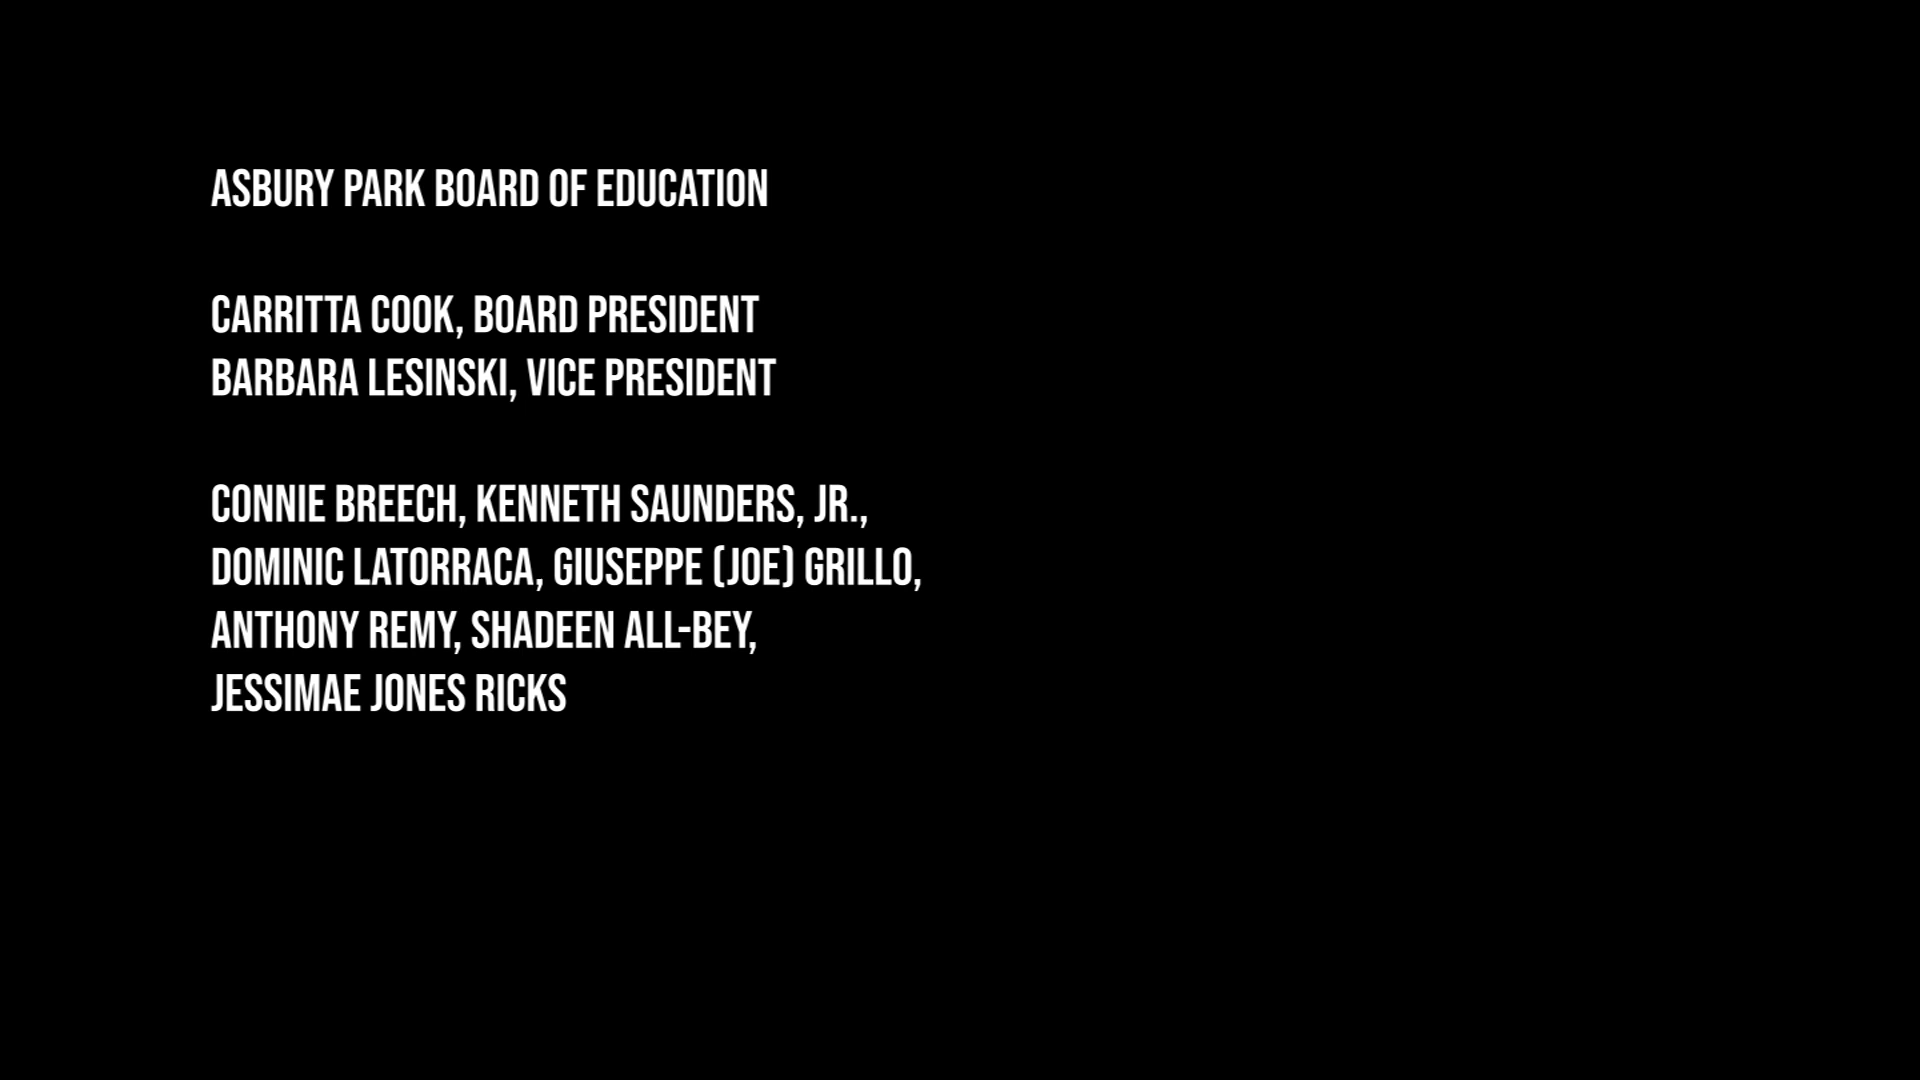 ASBURY PARK BOARD OF EDUCATION
CARRITTA COOK, BOARD PRESIDENT
BARBARA LESINSKI, VICE PRESIDENT
CONNIE BREECH, KENNETH SAUNDERS, JR.,
DOMINIC LATORRACA, GIUSEPPE (JOE) GRILLO,
ANTHONY REMY, SHADEEN ALL-BEY,
JESSIMAE JONES RICKS